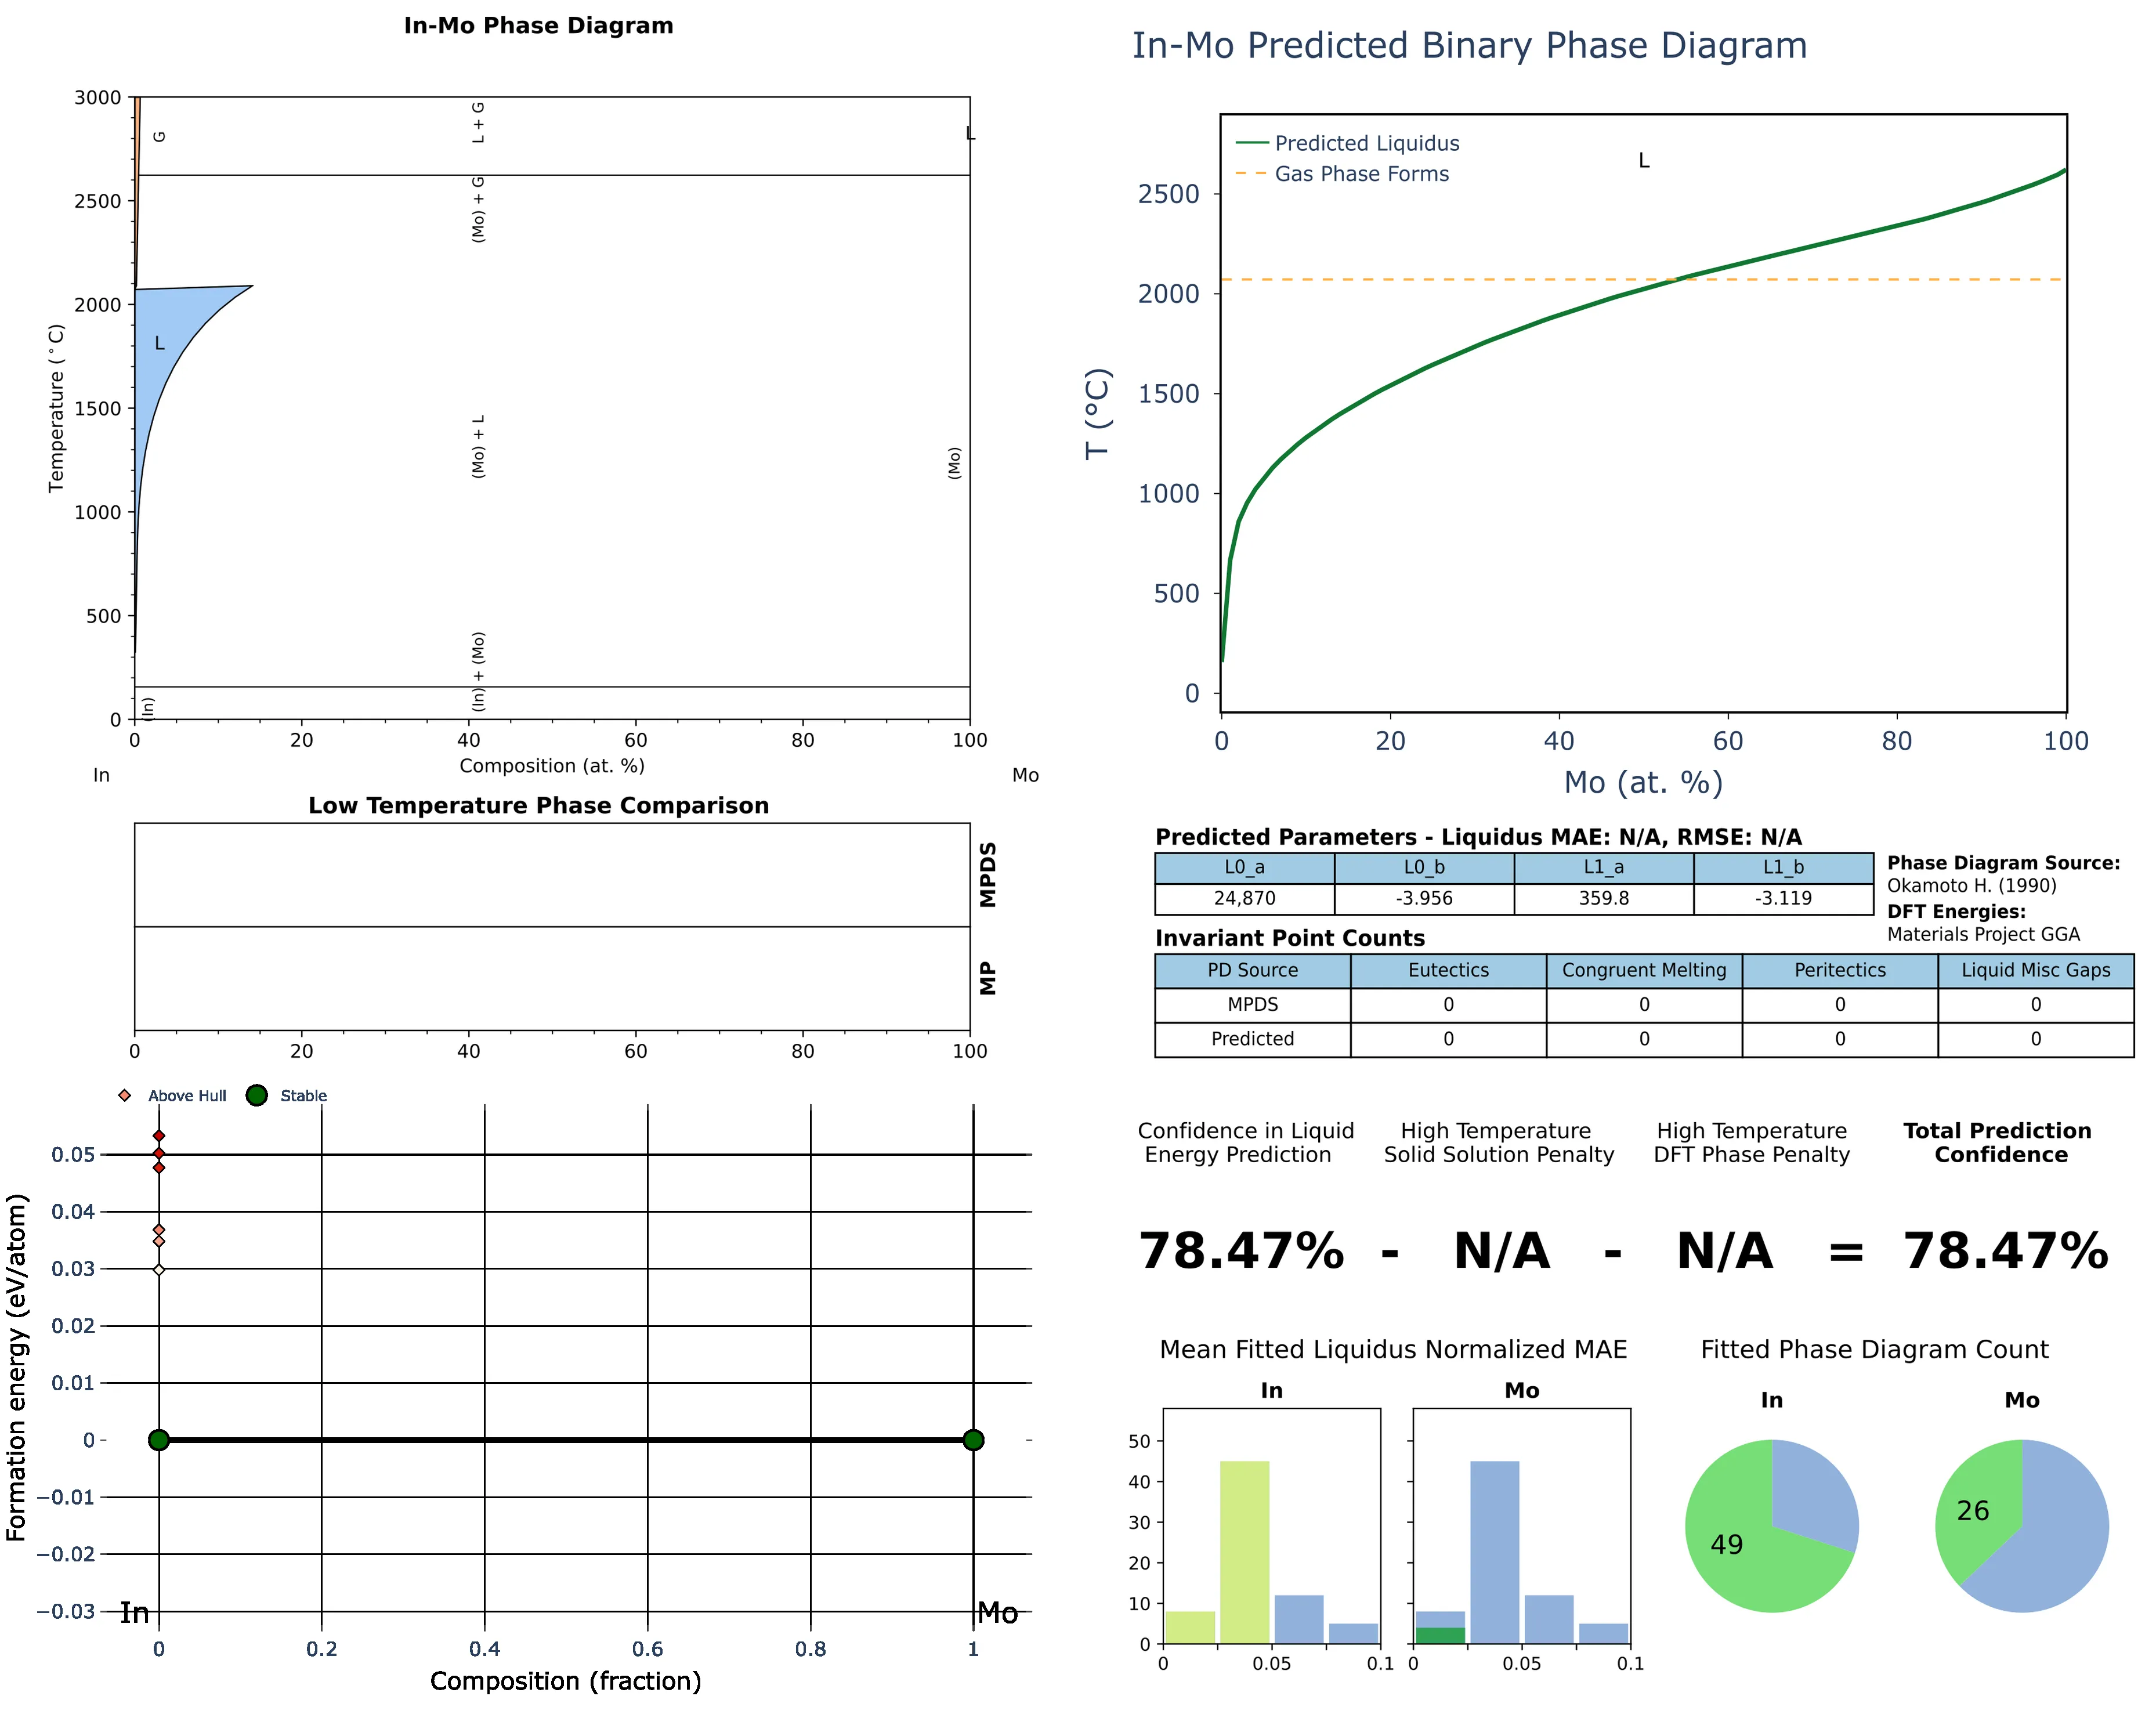 In-Mo Phase Diagram
3000
2500
2000
1500
1000
500
0
Temperature (°C)
G
L + G
L
(Mo) + G
L
(Mo) + L
(Mo)
(In) + (Mo)
(In)
0 20 40 60 80 100
Composition (at. %)
In Mo
Low Temperature Phase Comparison
MPDS
MP
0 20 40 60 80 100
Above Hull Stable
0.05
0.04
0.03
0.02
0.01
0
−0.01
−0.02
−0.03
Formation energy (eV/atom)
In Mo
0 0.2 0.4 0.6 0.8 1
Composition (fraction)
In-Mo Predicted Binary Phase Diagram
Predicted Liquidus
Gas Phase Forms
L
2500
2000
1500
1000
500
0
T (°C)
0 20 40 60 80 100
Mo (at. %)
Predicted Parameters - Liquidus MAE: N/A, RMSE: N/A
L0_a L0_b L1_a L1_b
24,870 -3.956 359.8 -3.119
Phase Diagram Source:
Okamoto H. (1990)
DFT Energies:
Materials Project GGA
Invariant Point Counts
PD Source Eutectics Congruent Melting Peritectics Liquid Misc Gaps
MPDS 0 0 0 0
Predicted 0 0 0 0
Confidence in Liquid
Energy Prediction
High Temperature
Solid Solution Penalty
High Temperature
DFT Phase Penalty
Total Prediction
Confidence
78.47% - N/A - N/A = 78.47%
Mean Fitted Liquidus Normalized MAE
In Mo
50
40
30
20
10
0
0 0.05 0.1
0 0.05 0.1
Fitted Phase Diagram Count
In Mo
49
26